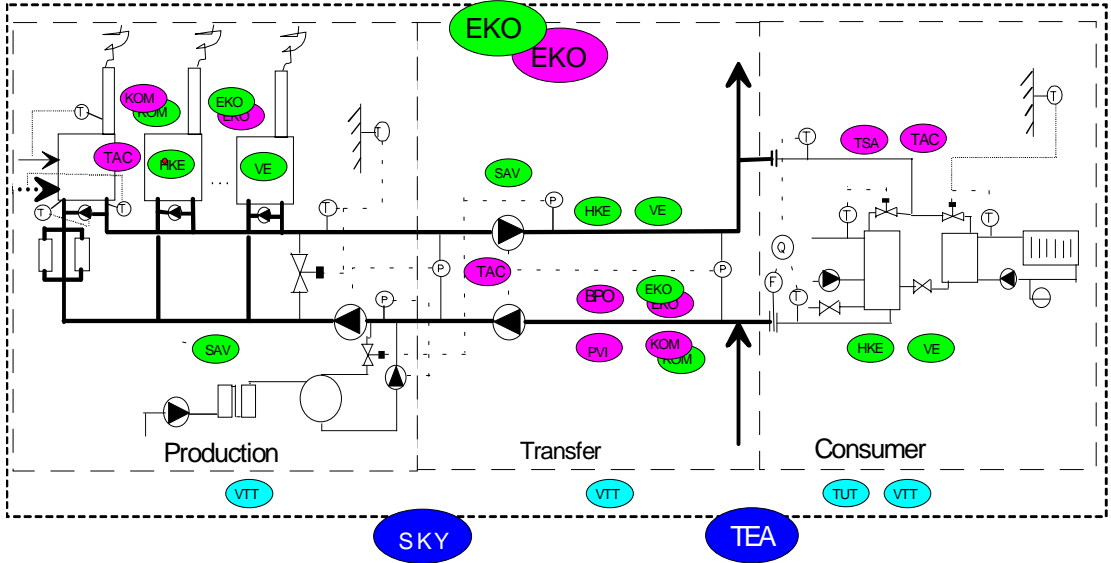 EKO
EKO
KOM
KOM
EKO
EKO
T
T
T
TAC
HKE
...
VE
TSA
TAC
T
SAV
T
T
T
P
HKE
VE
T
T
Q
TAC
P
P
F
T
BPO
EKO
EKO
P
SAV
PVI
KOM
KOM
HKE
VE
Production
Transfer
Consumer
VTT
VTT
TUT
VTT
SKY
TEA